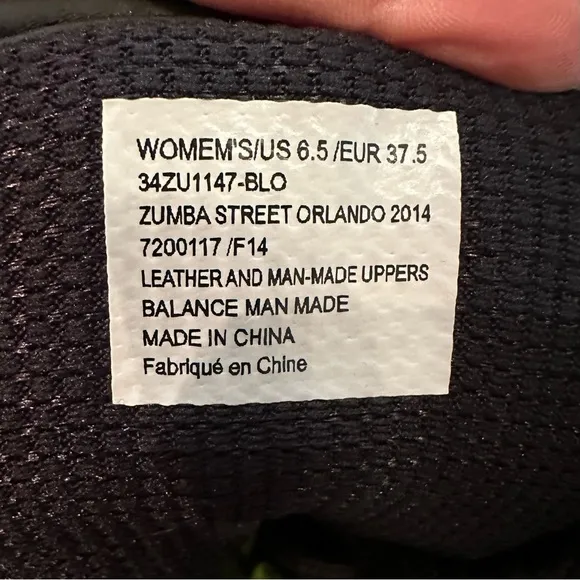 WOMEM'S/US 6.5 /EUR 37.5
34ZU1147-BLO
ZUMBA STREET ORLANDO 2014
7200117 /F14
LEATHER AND MAN-MADE UPPERS
BALANCE MAN MADE
MADE IN CHINA
Fabriqué en Chine